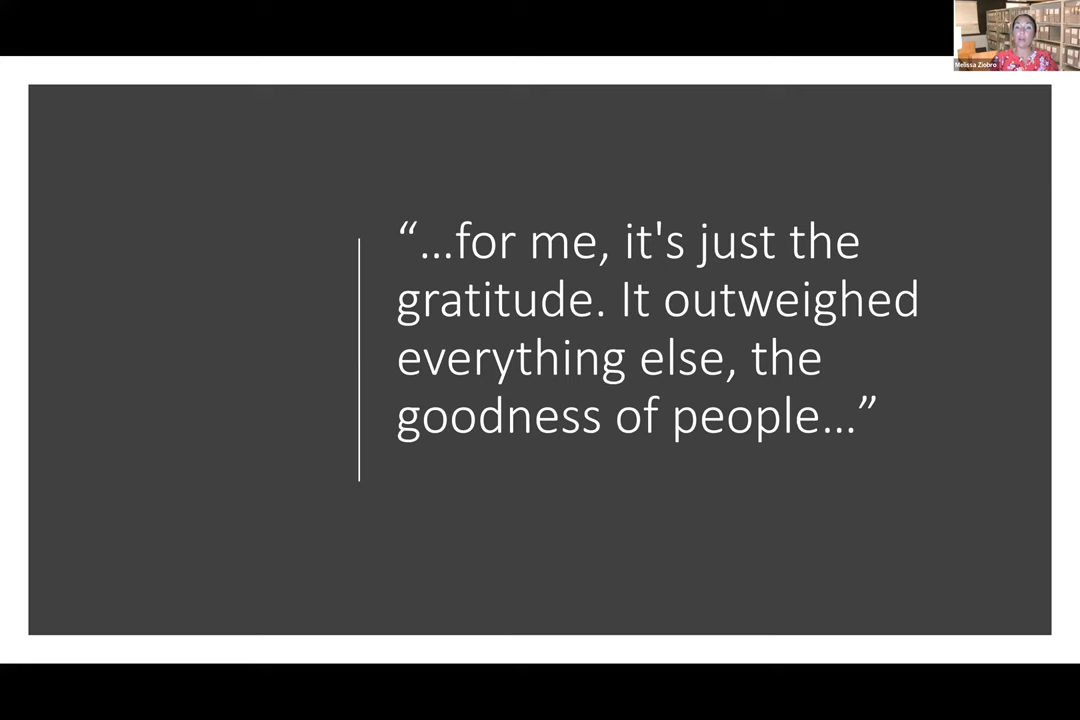 Melissa Ziobro
“...for me, it's just the
gratitude. It outweighed
everything else, the
goodness of people...”